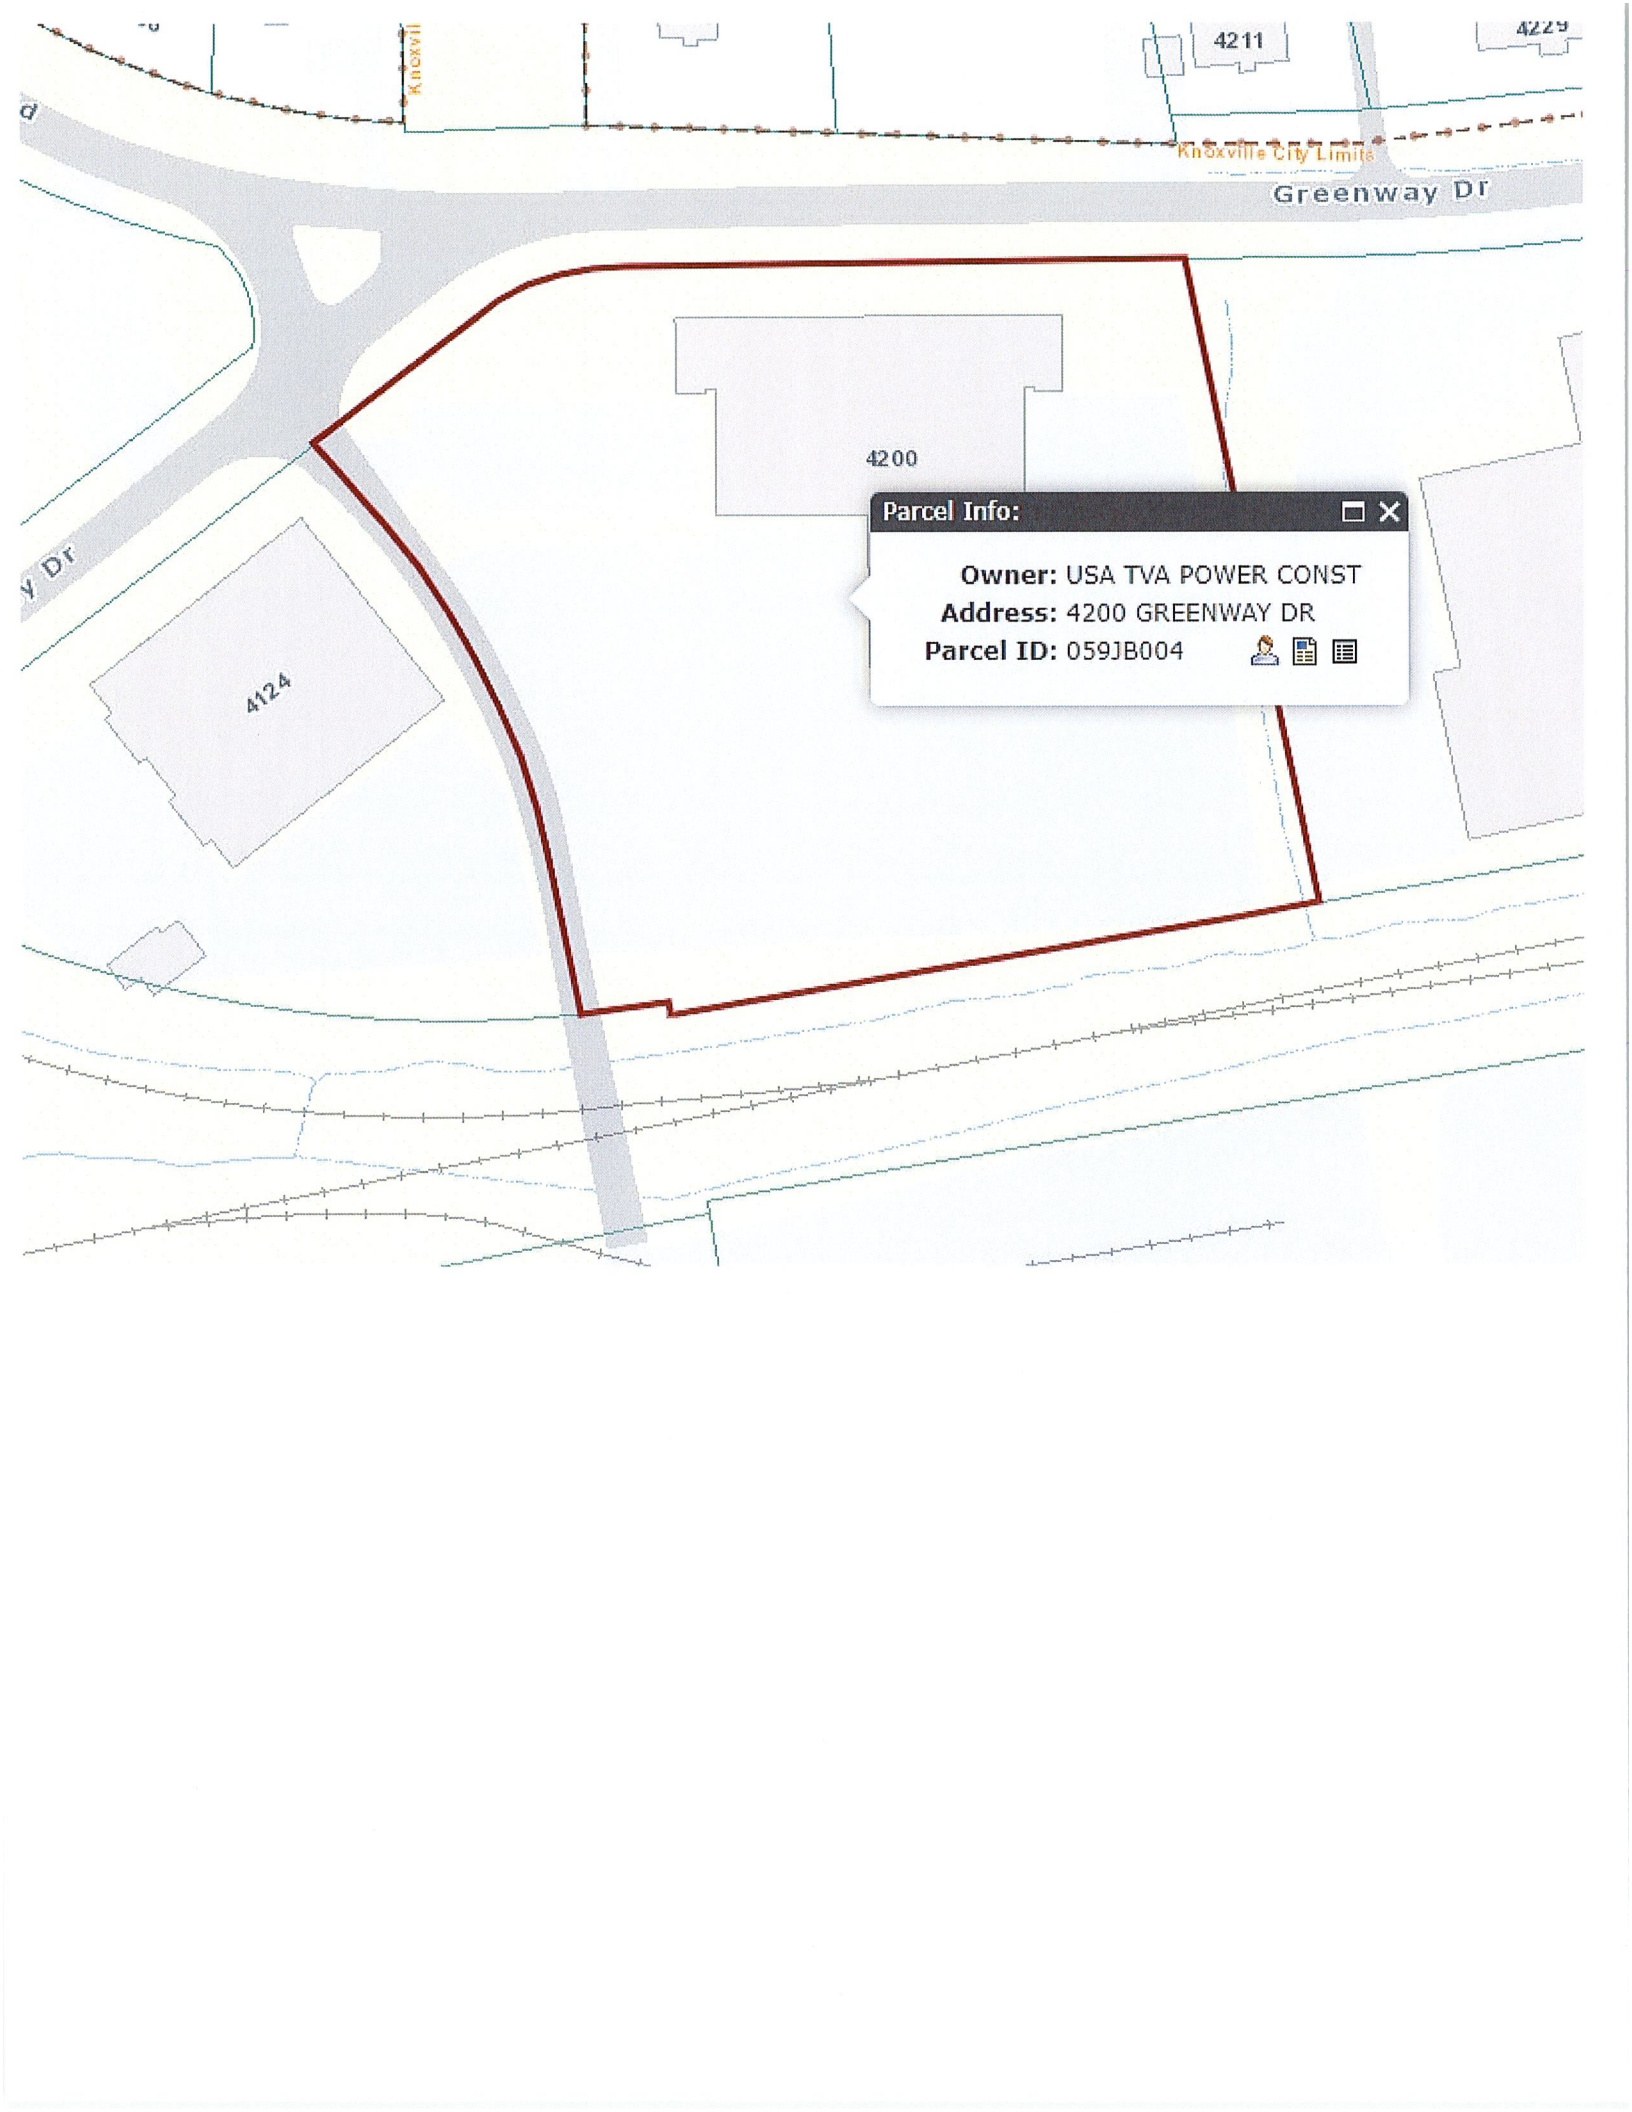 Knoxvil
4211
4229
d
Knoxville City Limits
Greenway Dr
4200
Parcel Info:
Owner: USA TVA POWER CONST
Address: 4200 GREENWAY DR
Parcel ID: 059JB004
y Dr
4124